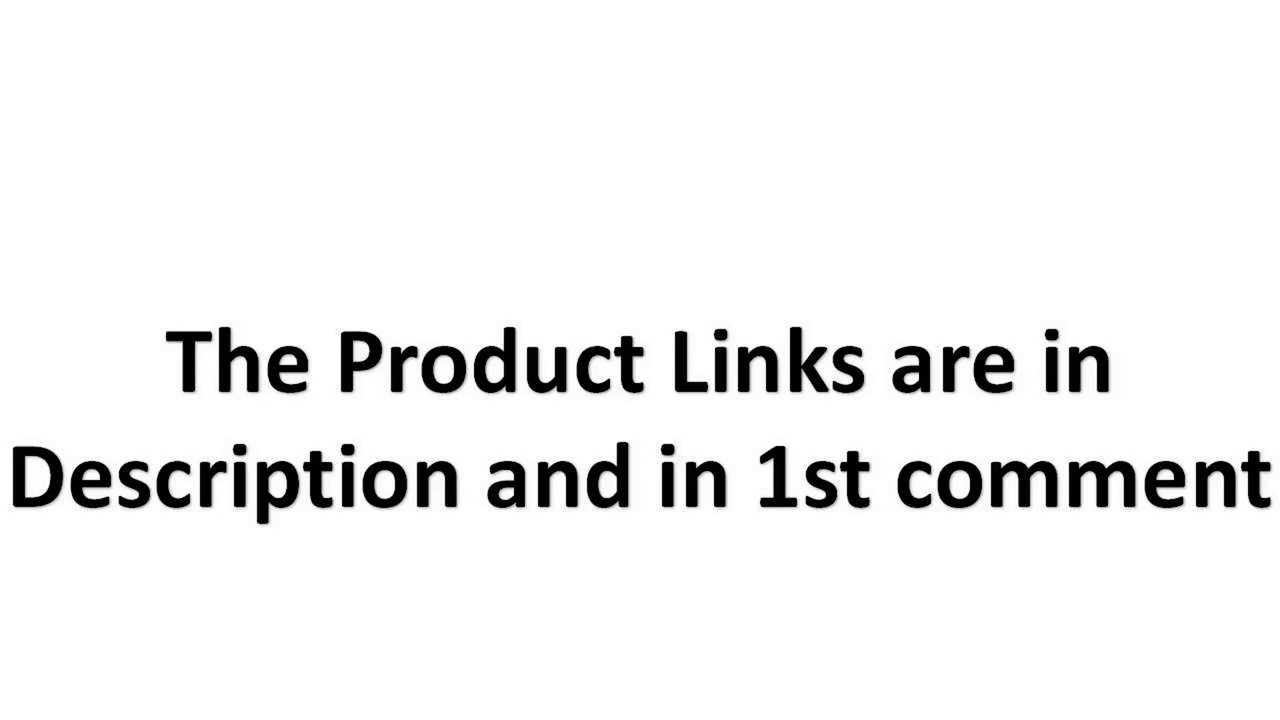 The Product Links are in
Description and in 1st comment